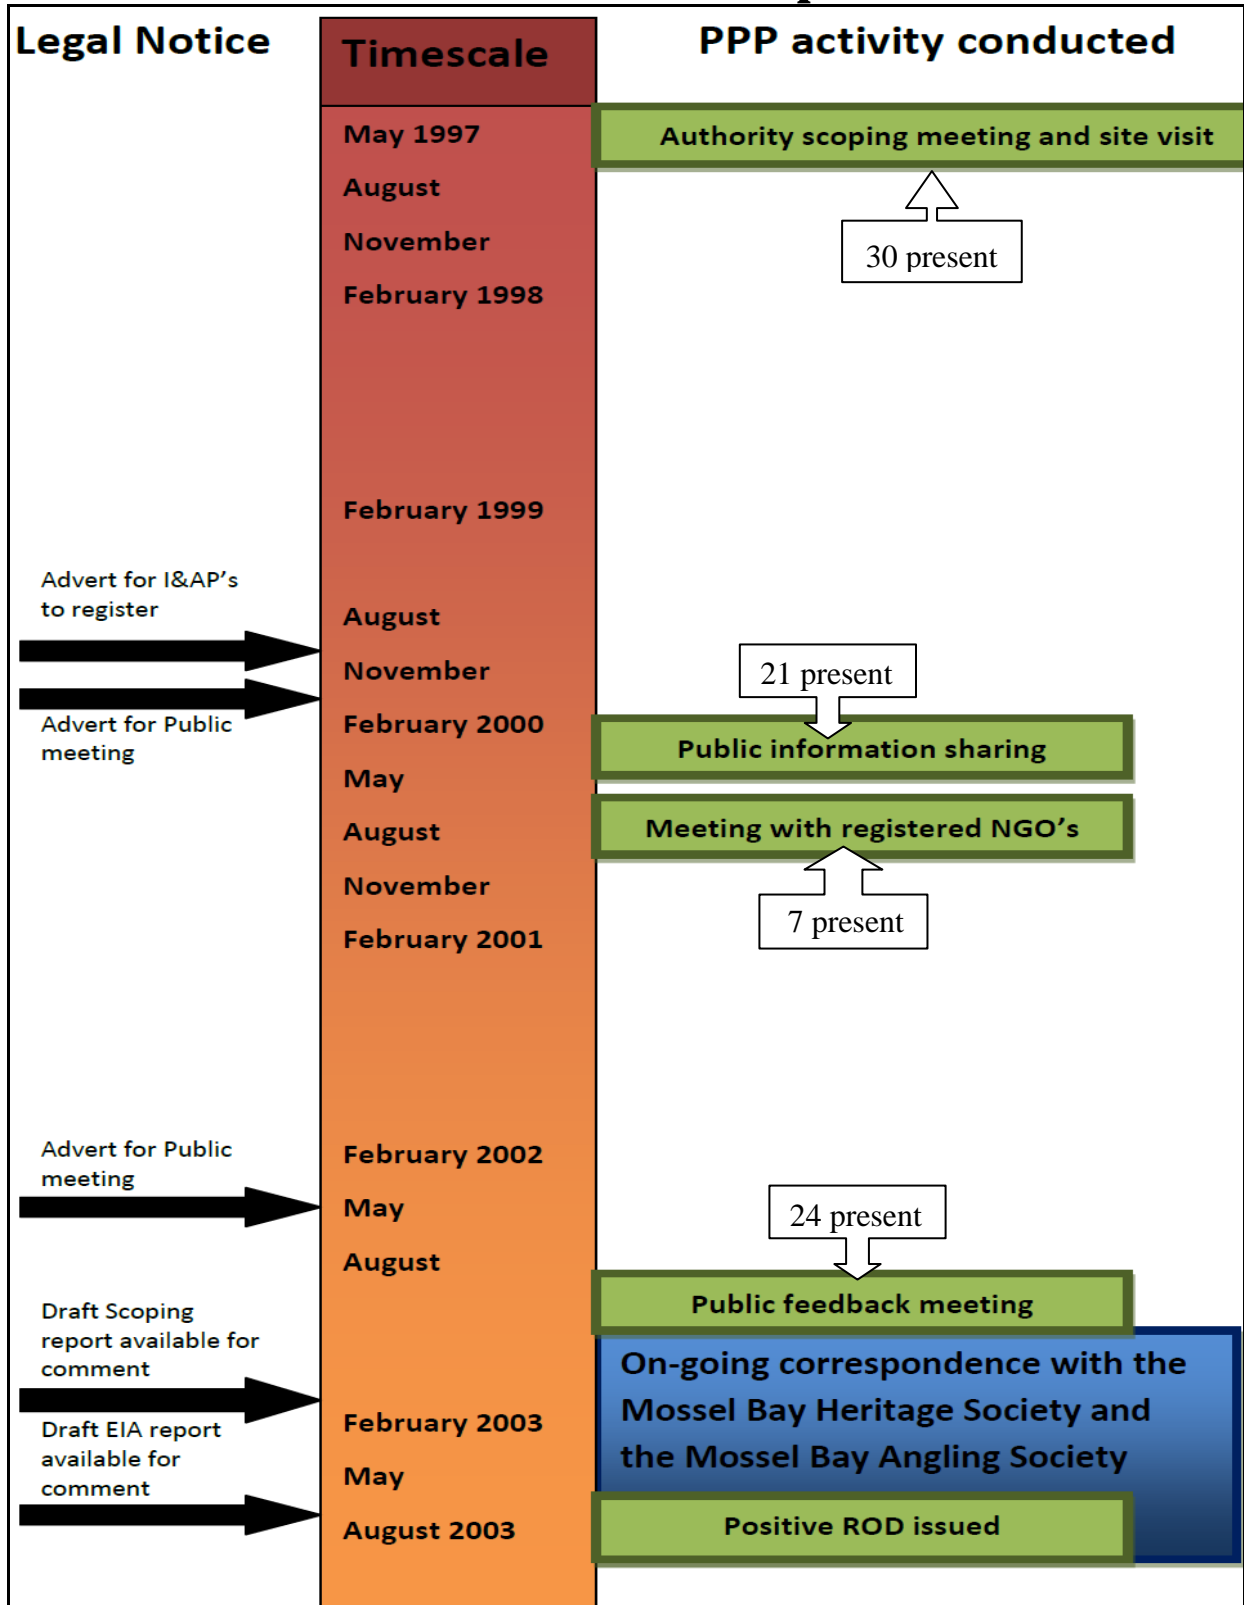 Legal Notice
Timescale
PPP activity conducted
May 1997
Authority scoping meeting and site visit
August
30 present
November
February 1998
February 1999
Advert for I&AP's
to register
August
November
Advert for Public
meeting
21 present
February 2000
Public information sharing
May
Meeting with registered NGO's
August
7 present
November
February 2001
Advert for Public
meeting
February 2002
May
24 present
August
Public feedback meeting
Draft Scoping
report available for
comment
On-going correspondence with the
Mossel Bay Heritage Society and
the Mossel Bay Angling Society
Draft EIA report
available for
comment
February 2003
May
August 2003
Positive ROD issued